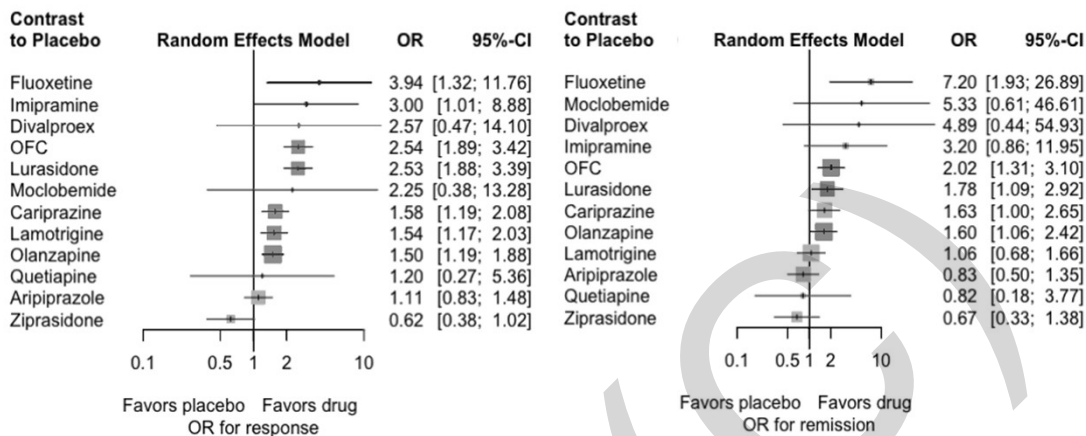 Contrast
to Placebo Random Effects Model OR 95%-CI
Fluoxetine 3.94 [1.32; 11.76]
Imipramine 3.00 [1.01; 8.88]
Divalproex 2.57 [0.47; 14.10]
OFC 2.54 [1.89; 3.42]
Lurasidone 2.53 [1.88; 3.39]
Moclobemide 2.25 [0.38; 13.28]
Cariprazine 1.58 [1.19; 2.08]
Lamotrigine 1.54 [1.17; 2.03]
Olanzapine 1.50 [1.19; 1.88]
Quetiapine 1.20 [0.27; 5.36]
Aripiprazole 1.11 [0.83; 1.48]
Ziprasidone 0.62 [0.38; 1.02]
0.1 0.5 1 2 10
Favors placebo Favors drug
OR for response
Contrast
to Placebo Random Effects Model OR 95%-CI
Fluoxetine 7.20 [1.93; 26.89]
Moclobemide 5.33 [0.61; 46.61]
Divalproex 4.89 [0.44; 54.93]
Imipramine 3.20 [0.86; 11.95]
OFC 2.02 [1.31; 3.10]
Lurasidone 1.78 [1.09; 2.92]
Cariprazine 1.63 [1.00; 2.65]
Olanzapine 1.60 [1.06; 2.42]
Lamotrigine 1.06 [0.68; 1.66]
Aripiprazole 0.83 [0.50; 1.35]
Quetiapine 0.82 [0.18; 3.77]
Ziprasidone 0.67 [0.33; 1.38]
0.1 0.5 1 2 10
Favors placebo Favors drug
OR for remission